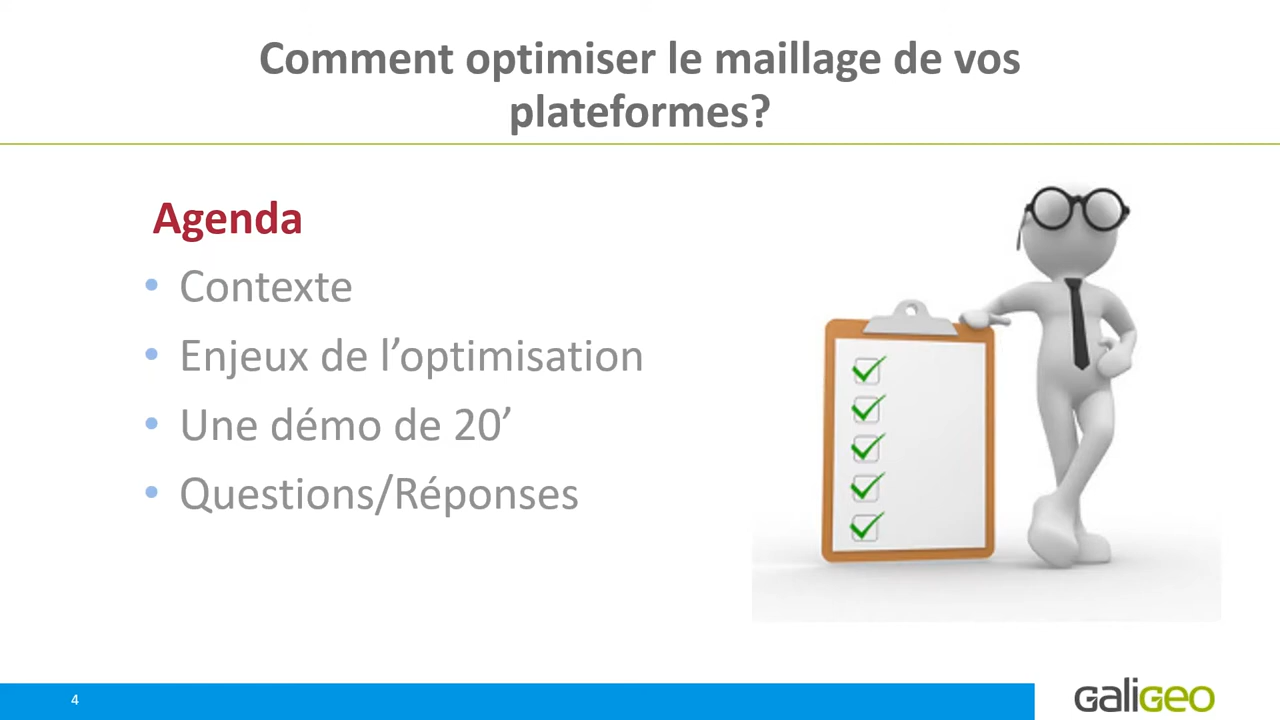 Comment optimiser le maillage de vos
plateformes?
Agenda
• Contexte
• Enjeux de l’optimisation
• Une démo de 20’
• Questions/Réponses
4
GALIGEO